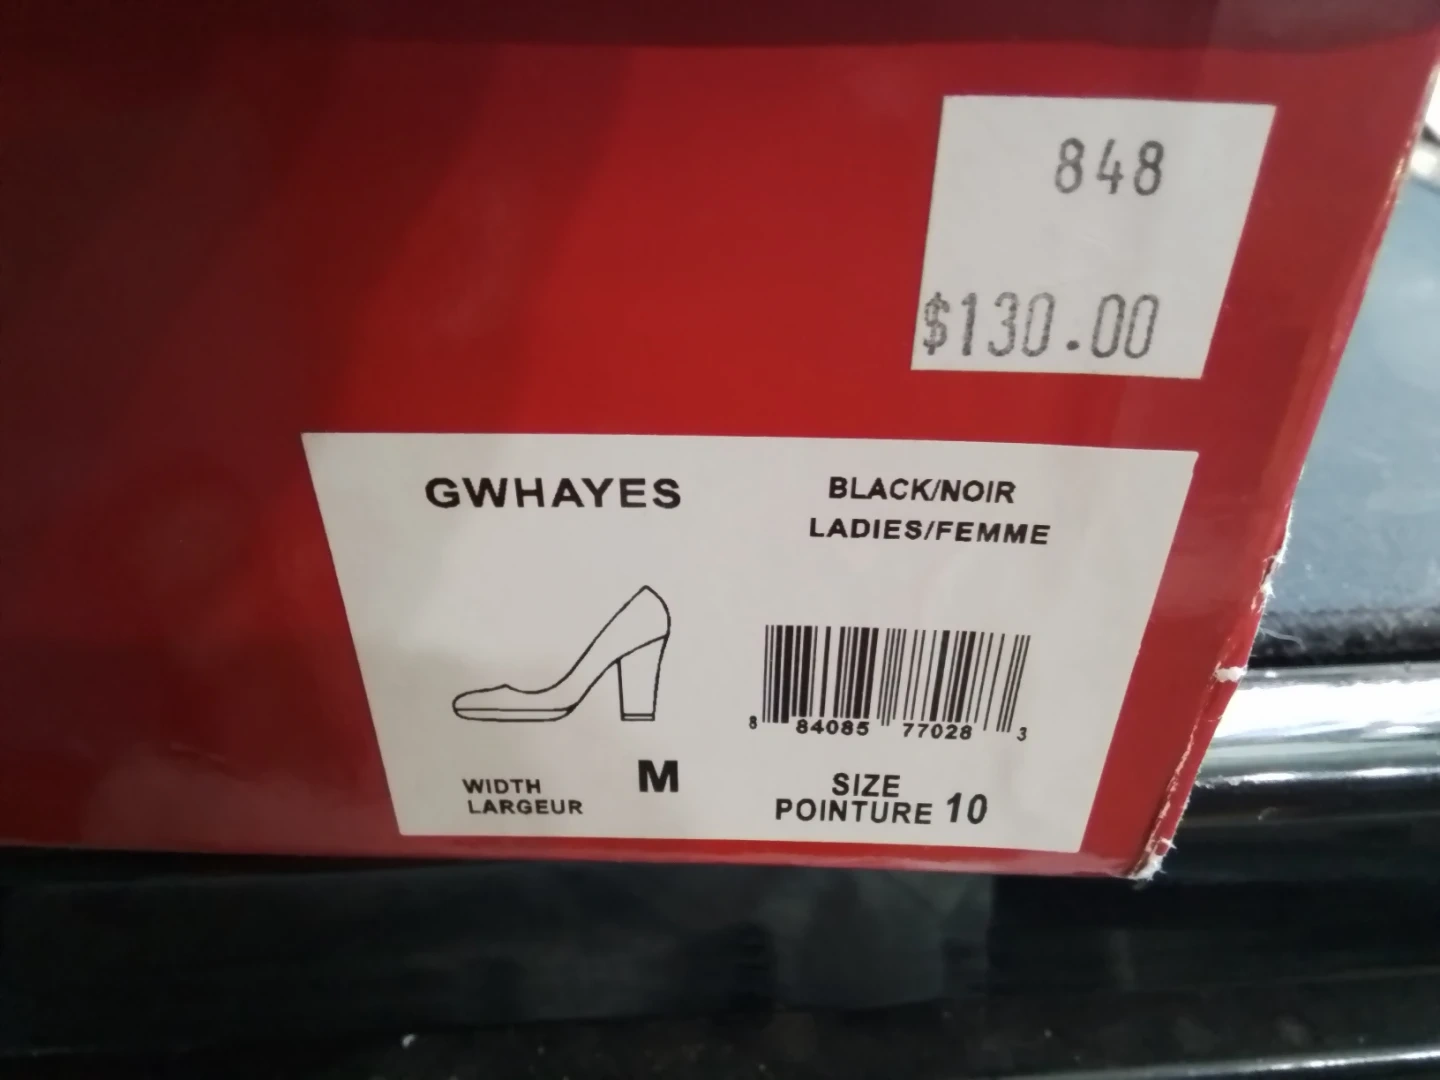 848
$130.00
GWHAYES
BLACK/NOIR
LADIES/FEMME
8 84085 77028 3
WIDTH
LARGEUR
M
SIZE
POINTURE 10